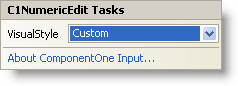 C1NumericEdit Tasks
VisualStyle Custom
About ComponentOne Input...